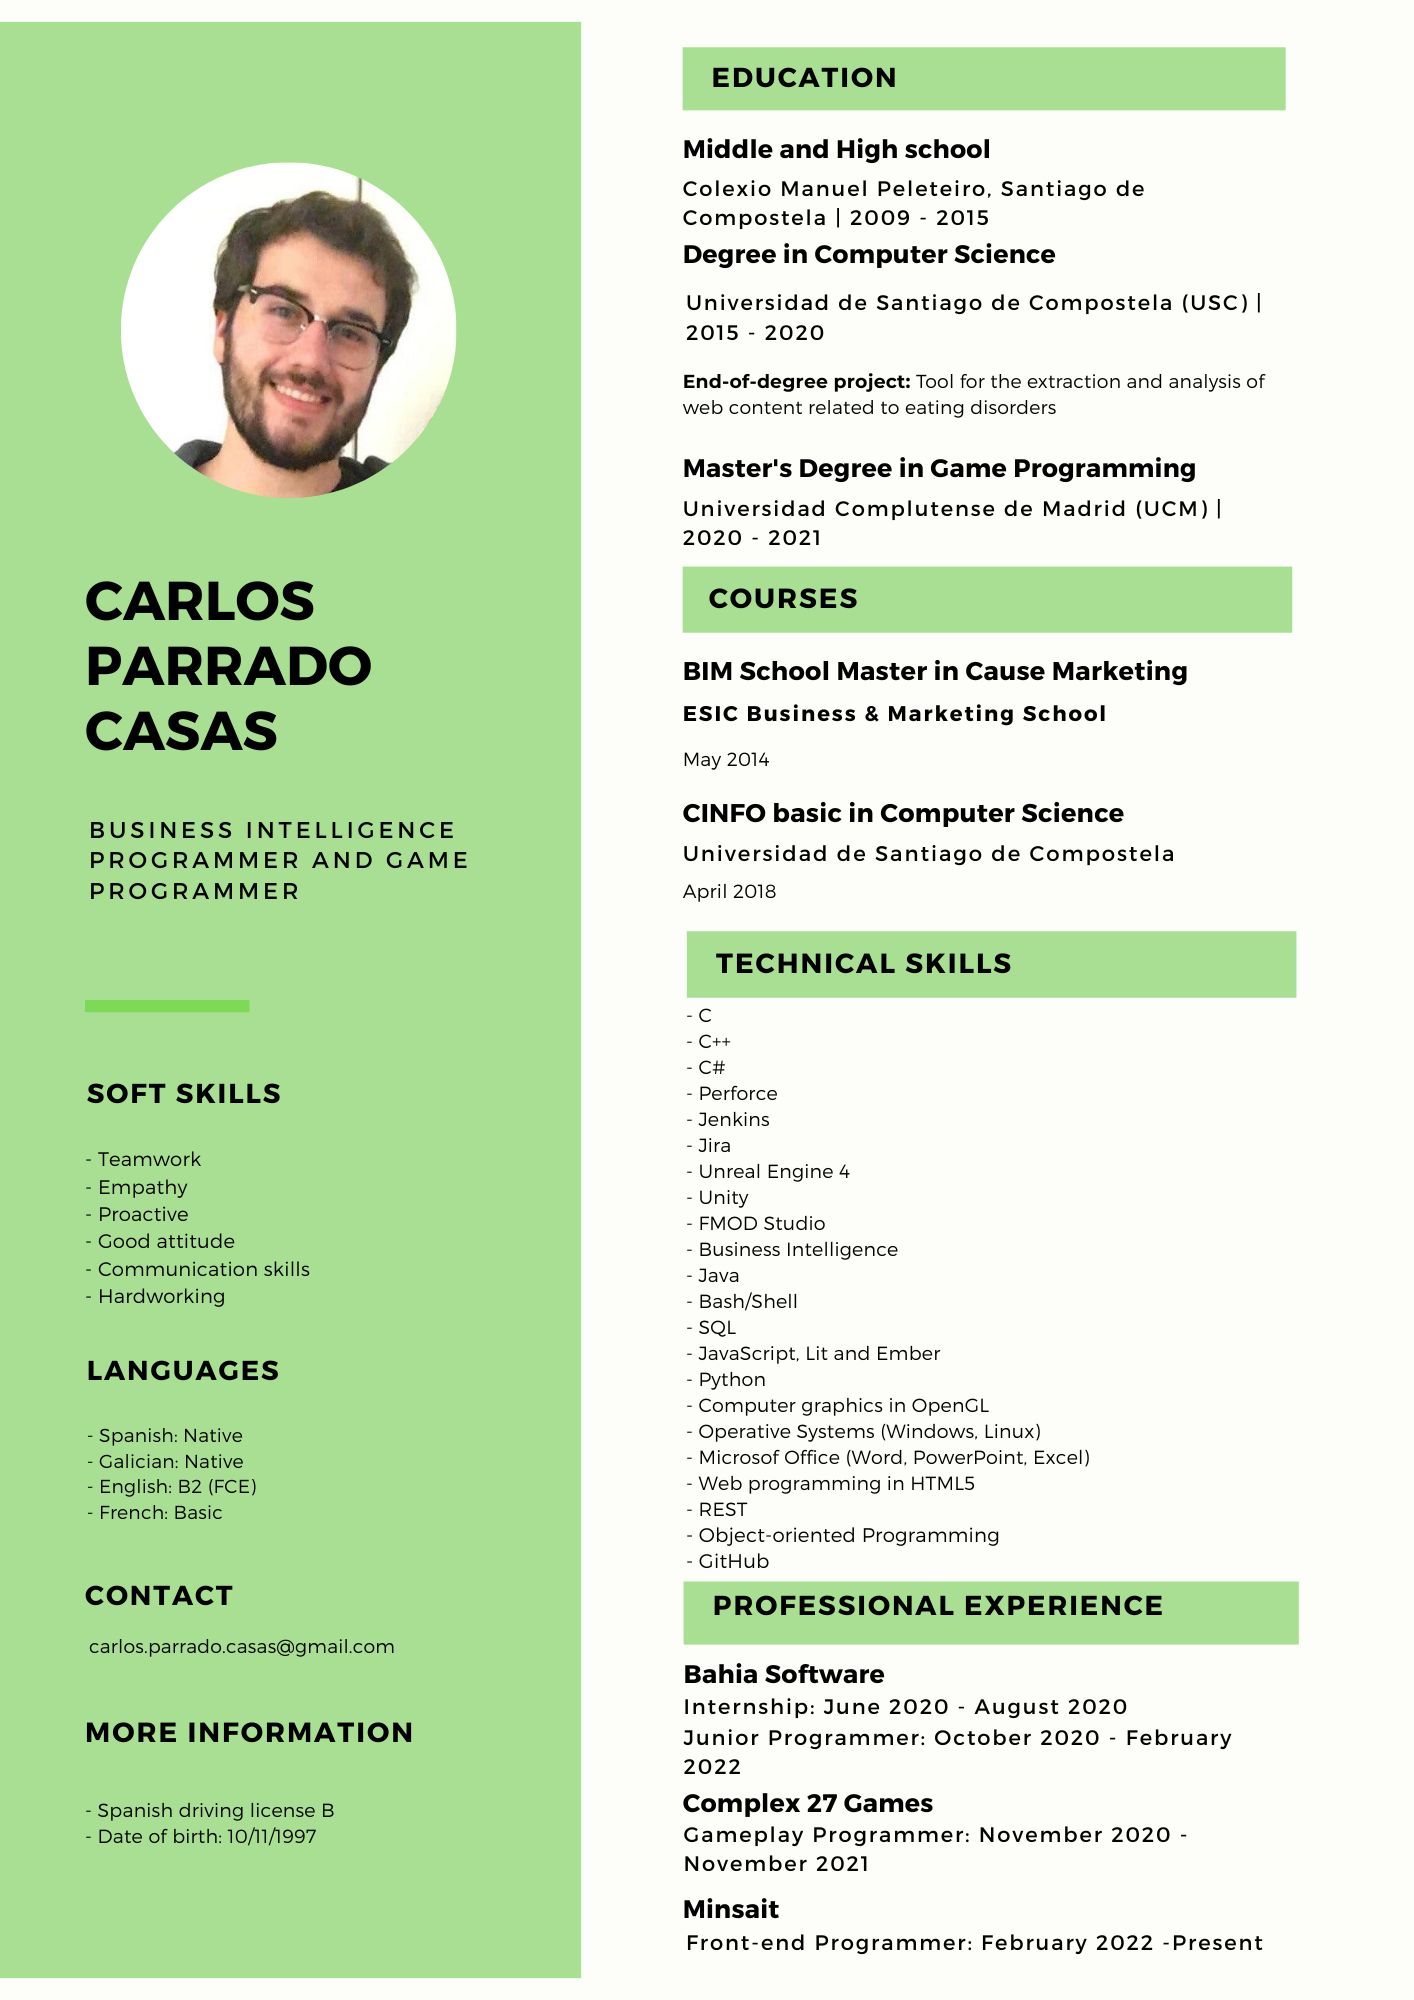 CARLOS
PARRADO
CASAS
BUSINESS INTELLIGENCE
PROGRAMMER AND GAME
PROGRAMMER
SOFT SKILLS
- Teamwork
- Empathy
- Proactive
- Good attitude
- Communication skills
- Hardworking
LANGUAGES
- Spanish: Native
- Galician: Native
- English: B2 (FCE)
- French: Basic
CONTACT
carlos.parrado.casas@gmail.com
MORE INFORMATION
- Spanish driving license B
- Date of birth: 10/11/1997
EDUCATION
Middle and High school
Colexio Manuel Peleteiro, Santiago de
Compostela | 2009 - 2015
Degree in Computer Science
Universidad de Santiago de Compostela (USC) |
2015 - 2020
End-of-degree project: Tool for the extraction and analysis of
web content related to eating disorders
Master's Degree in Game Programming
Universidad Complutense de Madrid (UCM) |
2020 - 2021
COURSES
BIM School Master in Cause Marketing
ESIC Business & Marketing School
May 2014
CINFO basic in Computer Science
Universidad de Santiago de Compostela
April 2018
TECHNICAL SKILLS
- C
- C++
- C#
- Perforce
- Jenkins
- Jira
- Unreal Engine 4
- Unity
- FMOD Studio
- Business Intelligence
- Java
- Bash/Shell
- SQL
- JavaScript, Lit and Ember
- Python
- Computer graphics in OpenGL
- Operative Systems (Windows, Linux)
- Microsof Office (Word, PowerPoint, Excel)
- Web programming in HTML5
- REST
- Object-oriented Programming
- GitHub
PROFESSIONAL EXPERIENCE
Bahia Software
Internship: June 2020 - August 2020
Junior Programmer: October 2020 - February
2022
Complex 27 Games
Gameplay Programmer: November 2020 -
November 2021
Minsait
Front-end Programmer: February 2022 -Present